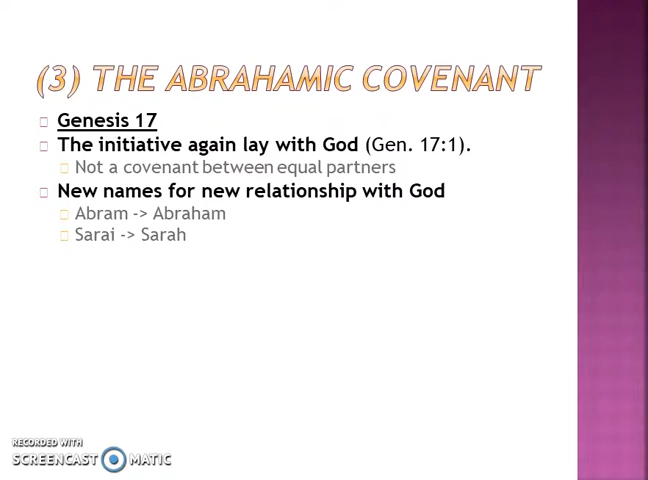 (3) THE ABRAHAMIC COVENANT
Genesis 17
The initiative again lay with God (Gen. 17:1).
Not a covenant between equal partners
New names for new relationship with God
Abram -> Abraham
Sarai -> Sarah
RECORDED WITH
SCREENCAST MATIC